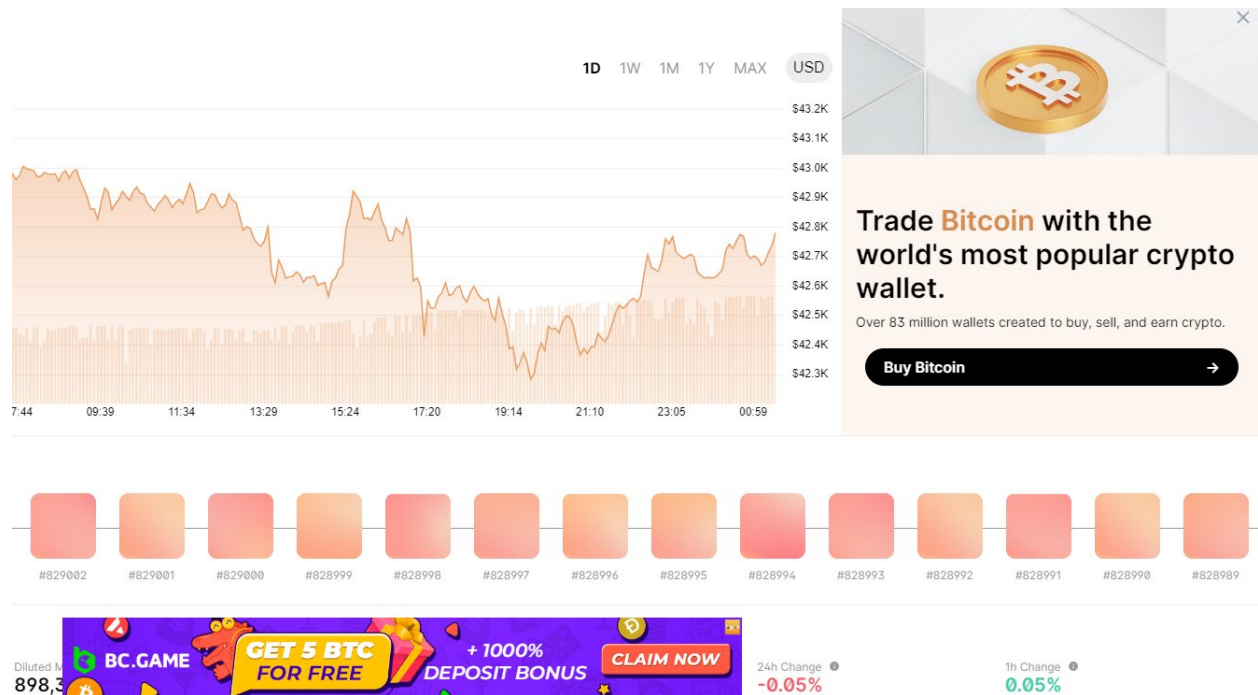 1D 1W 1M 1Y MAX USD
$43.2K
$43.1K
$43.0K
$42.9K
$42.8K
$42.7K
$42.6K
$42.5K
$42.4K
$42.3K
7:44 09:39 11:34 13:29 15:24 17:20 19:14 21:10 23:05 00:59
Trade Bitcoin with the
world's most popular crypto
wallet.
Over 83 million wallets created to buy, sell, and earn crypto.
Buy Bitcoin
#829002 #829001 #829000 #828999 #828998 #828997 #828996 #828995 #828994 #828993 #828992 #828991 #828990 #828989
Diluted M
898,3
BC.GAME
GET 5 BTC
FOR FREE
+ 1000%
DEPOSIT BONUS
CLAIM NOW
24h Change
-0.05%
1h Change
0.05%